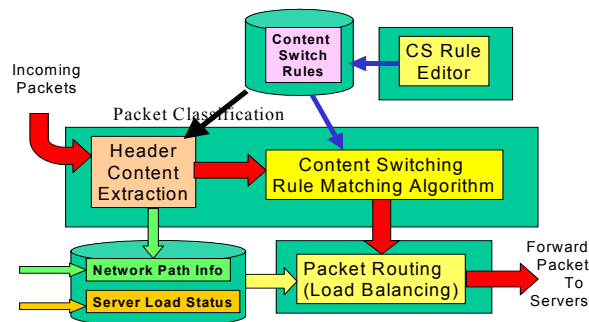 Content
Switch
Rules
CS Rule
Editor
Incoming
Packets
Packet Classification
Header
Content
Extraction
Content Switching
Rule Matching Algorithm
Network Path Info
Server Load Status
Packet Routing
(Load Balancing)
Forward
Packet
To
Servers